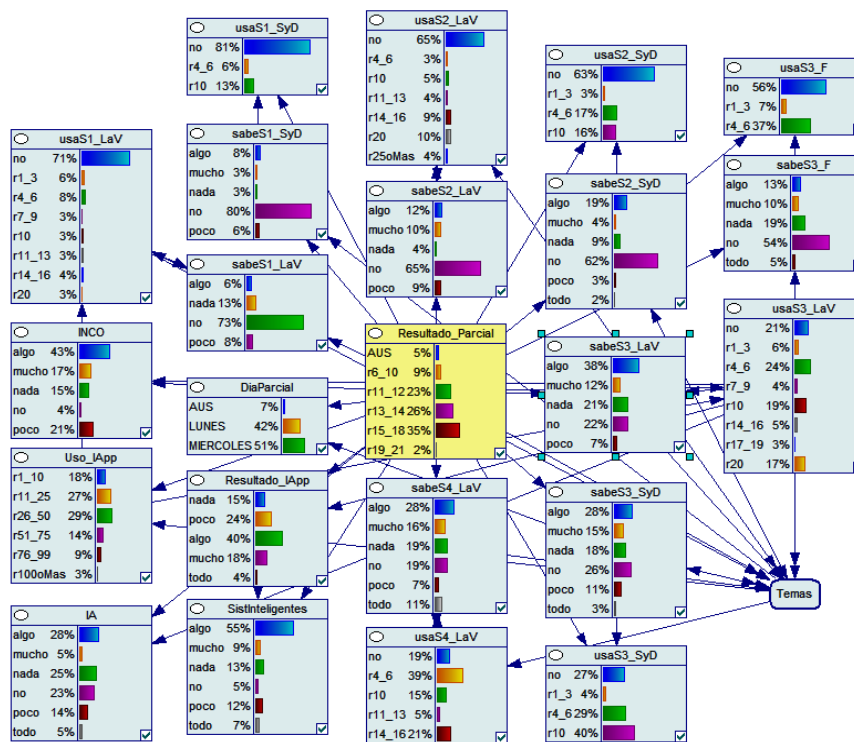 usaS1_SyD
no 81%
r4_6 6%
r10 13%
usaS2_LaV
no 65%
r4_6 3%
r10 5%
r11_13 4%
r14_16 9%
r20 10%
r25oMas 4%
usaS2_SyD
no 63%
r1_3 3%
r4_6 17%
r10 16%
usaS3_F
no 56%
r1_3 7%
r4_6 37%
usaS1_LaV
no 71%
r1_3 6%
r4_6 8%
r7_9 3%
r10 3%
r11_13 3%
r14_16 4%
r20 3%
sabeS1_SyD
algo 8%
mucho 3%
nada 3%
no 80%
poco 6%
sabeS2_LaV
algo 12%
mucho 10%
nada 4%
no 65%
poco 9%
sabeS2_SyD
algo 19%
mucho 4%
nada 9%
no 62%
poco 3%
todo 2%
sabeS3_F
algo 13%
mucho 10%
nada 19%
no 54%
todo 5%
sabeS1_LaV
algo 6%
nada 13%
no 73%
poco 8%
INCO
algo 43%
mucho 17%
nada 15%
no 4%
poco 21%
Resultado_Parcial
AUS 5%
r6_10 9%
r11_12 23%
r13_14 26%
r15_18 35%
r19_21 2%
sabeS3_LaV
algo 38%
mucho 12%
nada 21%
no 22%
poco 7%
usaS3_LaV
no 21%
r1_3 6%
r4_6 24%
r7_9 4%
r10 19%
r14_16 5%
r17_19 3%
r20 17%
DiaParcial
AUS 7%
LUNES 42%
MIERCOLES 51%
Uso_IApp
r1_10 18%
r11_25 27%
r26_50 29%
r51_75 14%
r76_99 9%
r100oMas 3%
Resultado_IApp
nada 15%
poco 24%
algo 40%
mucho 18%
todo 4%
sabeS4_LaV
algo 28%
mucho 16%
nada 19%
no 19%
poco 7%
todo 11%
sabeS3_SyD
algo 28%
mucho 15%
nada 18%
no 26%
poco 11%
todo 3%
Temas
IA
algo 28%
mucho 5%
nada 25%
no 23%
poco 14%
todo 5%
SistInteligentes
algo 55%
mucho 9%
nada 13%
no 5%
poco 12%
todo 7%
usaS4_LaV
no 19%
r4_6 39%
r10 15%
r11_13 5%
r14_16 21%
usaS3_SyD
no 27%
r1_3 4%
r4_6 29%
r10 40%